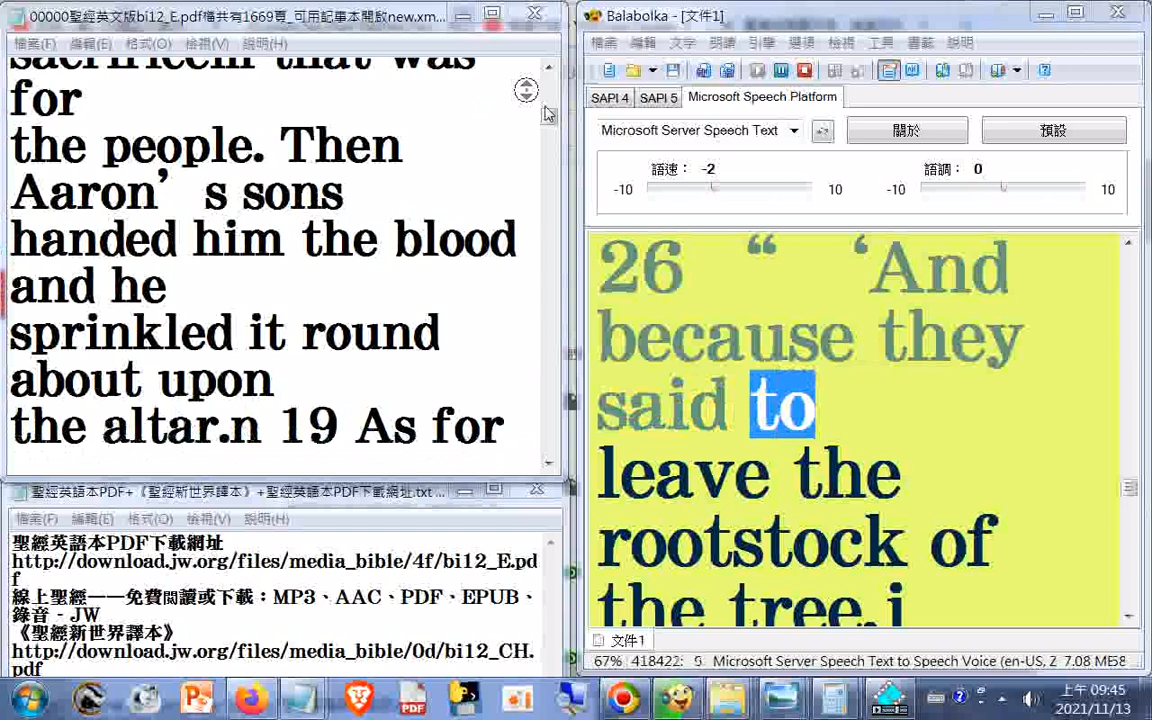 00000聖經英文版bi12_E.pdf檔共有1669頁_可用記事本開啟new.xm...
檔案(F) 編輯(E) 格式(O) 檢視(V) 說明(H)
sacrificem that was
for
the people. Then
Aaron’s sons
handed him the blood
and he
sprinkled it round
about upon
the altar.n 19 As for
聖經英語本PDF+《聖經新世界譯本》+聖經英語本PDF下載網址.txt ...
檔案(F) 編輯(E) 格式(O) 檢視(V) 說明(H)
聖經英語本PDF下載網址
http://download.jw.org/files/media_bible/4f/bi12_E.pd
f
線上聖經——免費閱讀或下載：MP3、AAC、PDF、EPUB、
錄音 - JW
《聖經新世界譯本》
http://download.jw.org/files/media_bible/0d/bi12_CH.
pdf
Balabolka - [文件1]
檔案 編輯 文字 朗讀 引擎 選項 檢視 工具 書籤 說明
SAPI 4 SAPI 5 Microsoft Speech Platform
Microsoft Server Speech Text 關於 預設
語速： -2 語調： 0
-10 10 -10 10
26 “ ‘And
because they
said to
leave the
rootstock of
the tree.j
文件1
67% 418422: 5 Microsoft Server Speech Text to Speech Voice (en-US, Z 7.08 МБ
上午 09:45
2021/11/13